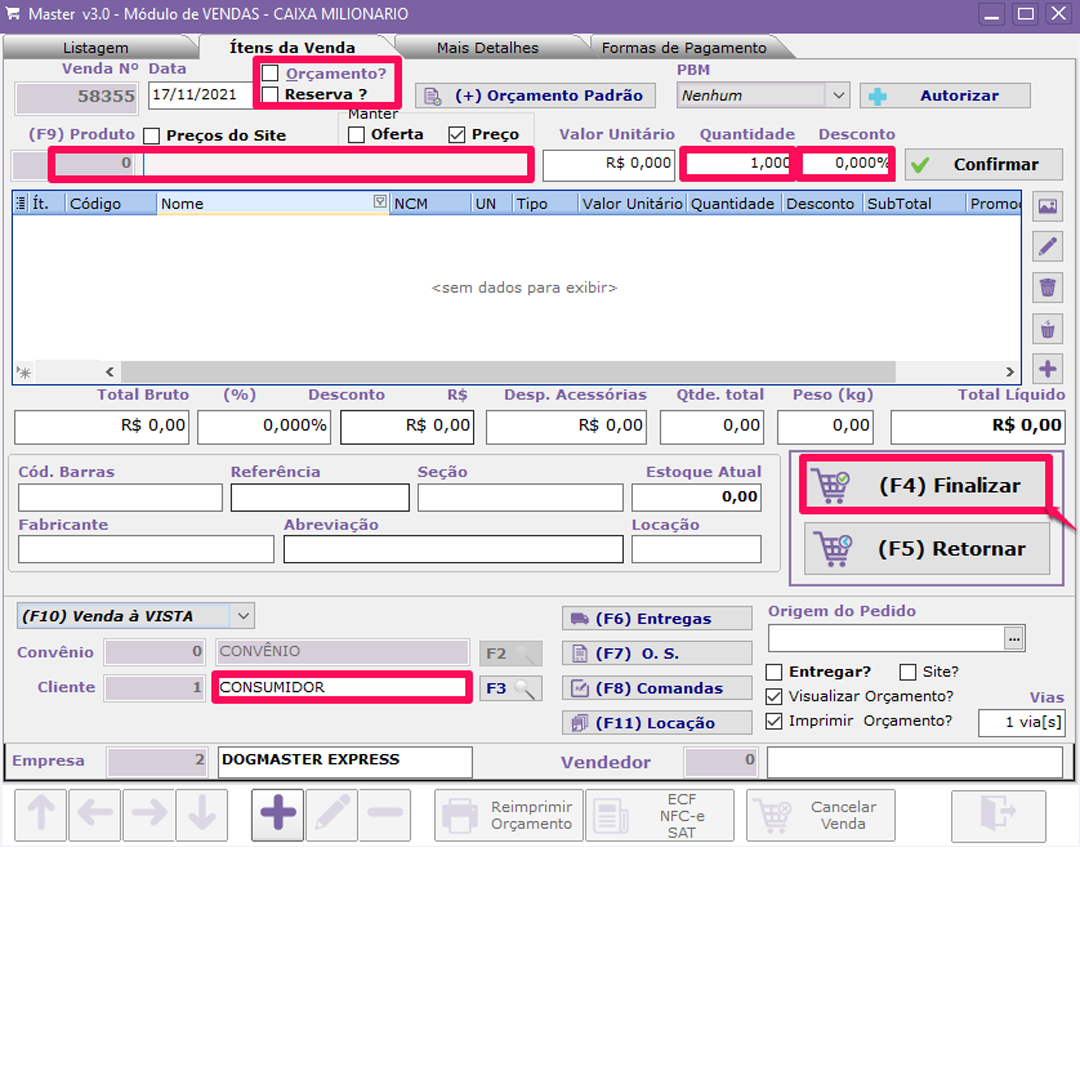 Master v3.0 - Módulo de VENDAS - CAIXA MILIONARIO
Listagem Ítens da Venda Mais Detalhes Formas de Pagamento
Venda Nº Data Orçamento? PBM
58355 17/11/2021 Reserva ? (+) Orçamento Padrão Nenhum Autorizar
Manter
(F9) Produto Preços do Site Oferta Preço Valor Unitário Quantidade Desconto
0 R$ 0,000 1,000 0,000% Confirmar
Ít. Código Nome NCM UN Tipo Valor Unitário Quantidade Desconto SubTotal Promoc
<sem dados para exibir>
Total Bruto (%) Desconto R$ Desp. Acessórias Qtde. total Peso (kg) Total Líquido
R$ 0,00 0,000% R$ 0,00 R$ 0,00 0,00 0,00 R$ 0,00
Cód. Barras Referência Seção Estoque Atual
0,00
(F4) Finalizar
Fabricante Abreviação Locação
(F5) Retornar
(F10) Venda à VISTA (F6) Entregas Origem do Pedido
...
Convênio 0 CONVÊNIO F2 (F7) O. S.
Entregar? Site?
Cliente 1 CONSUMIDOR F3 (F8) Comandas Visualizar Orçamento? Vias
(F11) Locação Imprimir Orçamento? 1 via[s]
Empresa 2 DOGMASTER EXPRESS Vendedor 0
Reimprimir Orçamento
ECF NFC-e SAT
Cancelar Venda